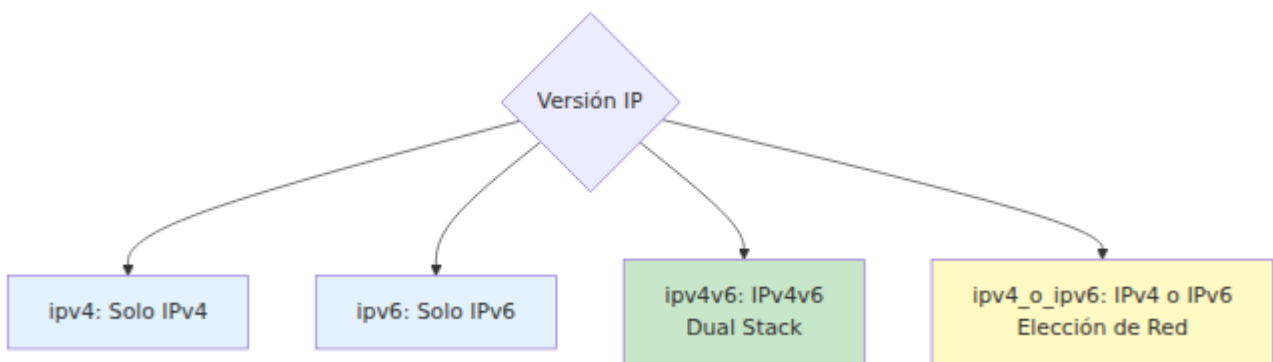 Versión IP
ipv4: Solo IPv4
ipv6: Solo IPv6
ipv4v6: IPv4v6
Dual Stack
ipv4_o_ipv6: IPv4 o IPv6
Elección de Red